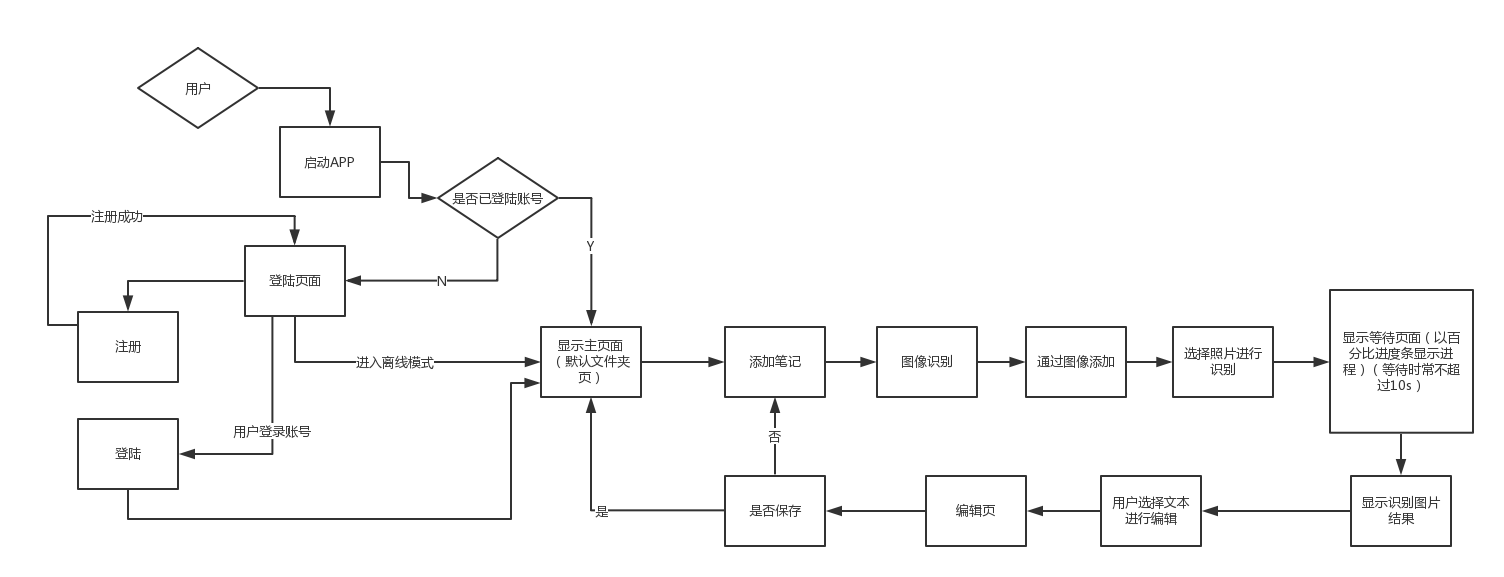 用户
启动APP
是否已登陆账号
注册成功
Y
登陆页面
N
注册
进入离线模式
显示主页面
（默认文件夹
页）
添加笔记
图像识别
通过图像添加
选择照片进行
识别
显示等待页面（以百
分比进度条显示进
程）（等待时常不超
过10s）
用户登录账号
登陆
否
是
是否保存
编辑页
用户选择文本
进行编辑
显示识别图片
结果